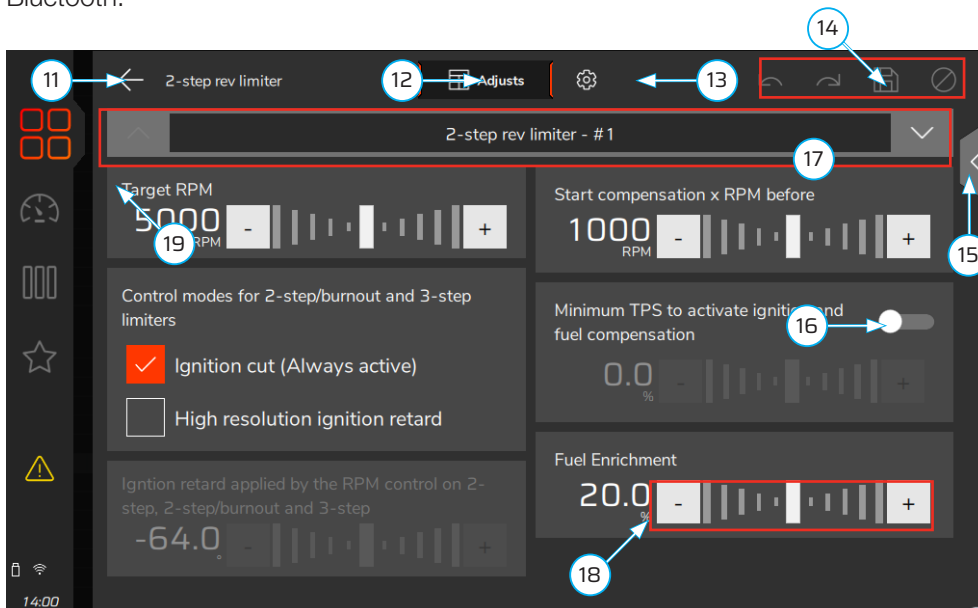 Bluetooth.
14
11
2-step rev limiter
12
Adjusts
13
2-step rev limiter - #1
17
Target RPM
5000
RPM
-
+
19
Start compensation x RPM before
1000
RPM
-
+
15
Control modes for 2-step/burnout and 3-step
limiters
Ignition cut (Always active)
High resolution ignition retard
Minimum TPS to activate ignition and
fuel compensation
16
0.0
%
-
+
Igntion retard applied by the RPM control on 2-
step, 2-step/burnout and 3-step
-64.0
°
-
+
Fuel Enrichment
20.0
%
-
+
18
14:00